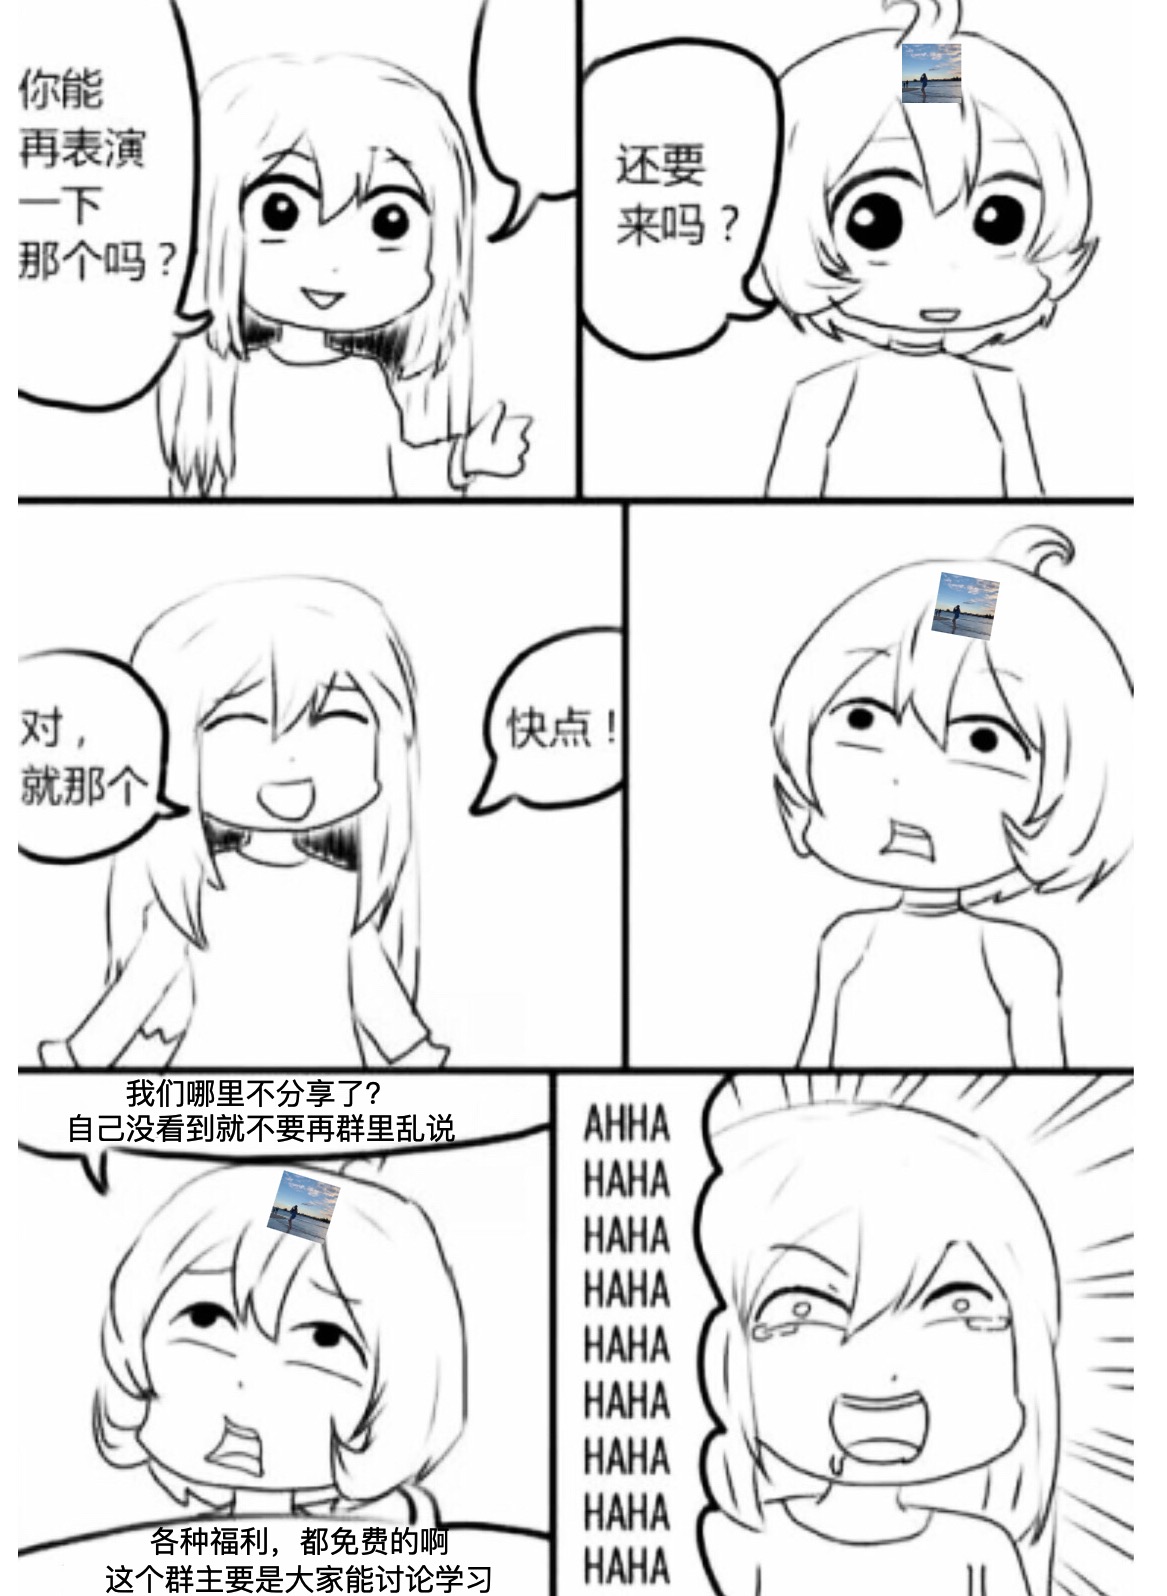 你能
再表演
一下
那个吗？
还要
来吗？
对，
就那个
快点！
我们哪里不分享了？
自己没看到就不要再群里乱说
各种福利，都免费的啊
这个群主要是大家能讨论学习
AHHA
HAHA
HAHA
HAHA
HAHA
HAHA
HAHA
HAHA
HAHA